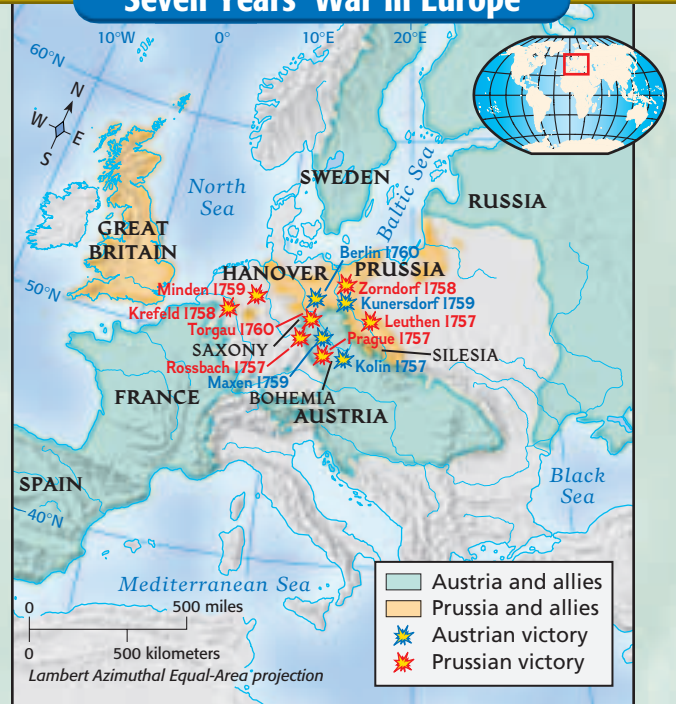 Seven Years' War in Europe
10°W
0°
10°E
20°E
60°N
N
W
E
S
SWEDEN
Baltic Sea
RUSSIA
North
Sea
GREAT
BRITAIN
Berlin 1760
HANOVER
PRUSSIA
50°N
Minden 1759
Zorndorf 1758
Krefeld 1758
Kunersdorf 1759
Torgau 1760
Leuthen 1757
SAXONY
Prague 1757
SILESIA
Rossbach 1757
Kolin 1757
Maxen 1759
FRANCE
BOHEMIA
AUSTRIA
SPAIN
Black
Sea
40°N
Mediterranean Sea
0
500 miles
0
500 kilometers
Lambert Azimuthal Equal-Area projection
Austria and allies
Prussia and allies
Austrian victory
Prussian victory